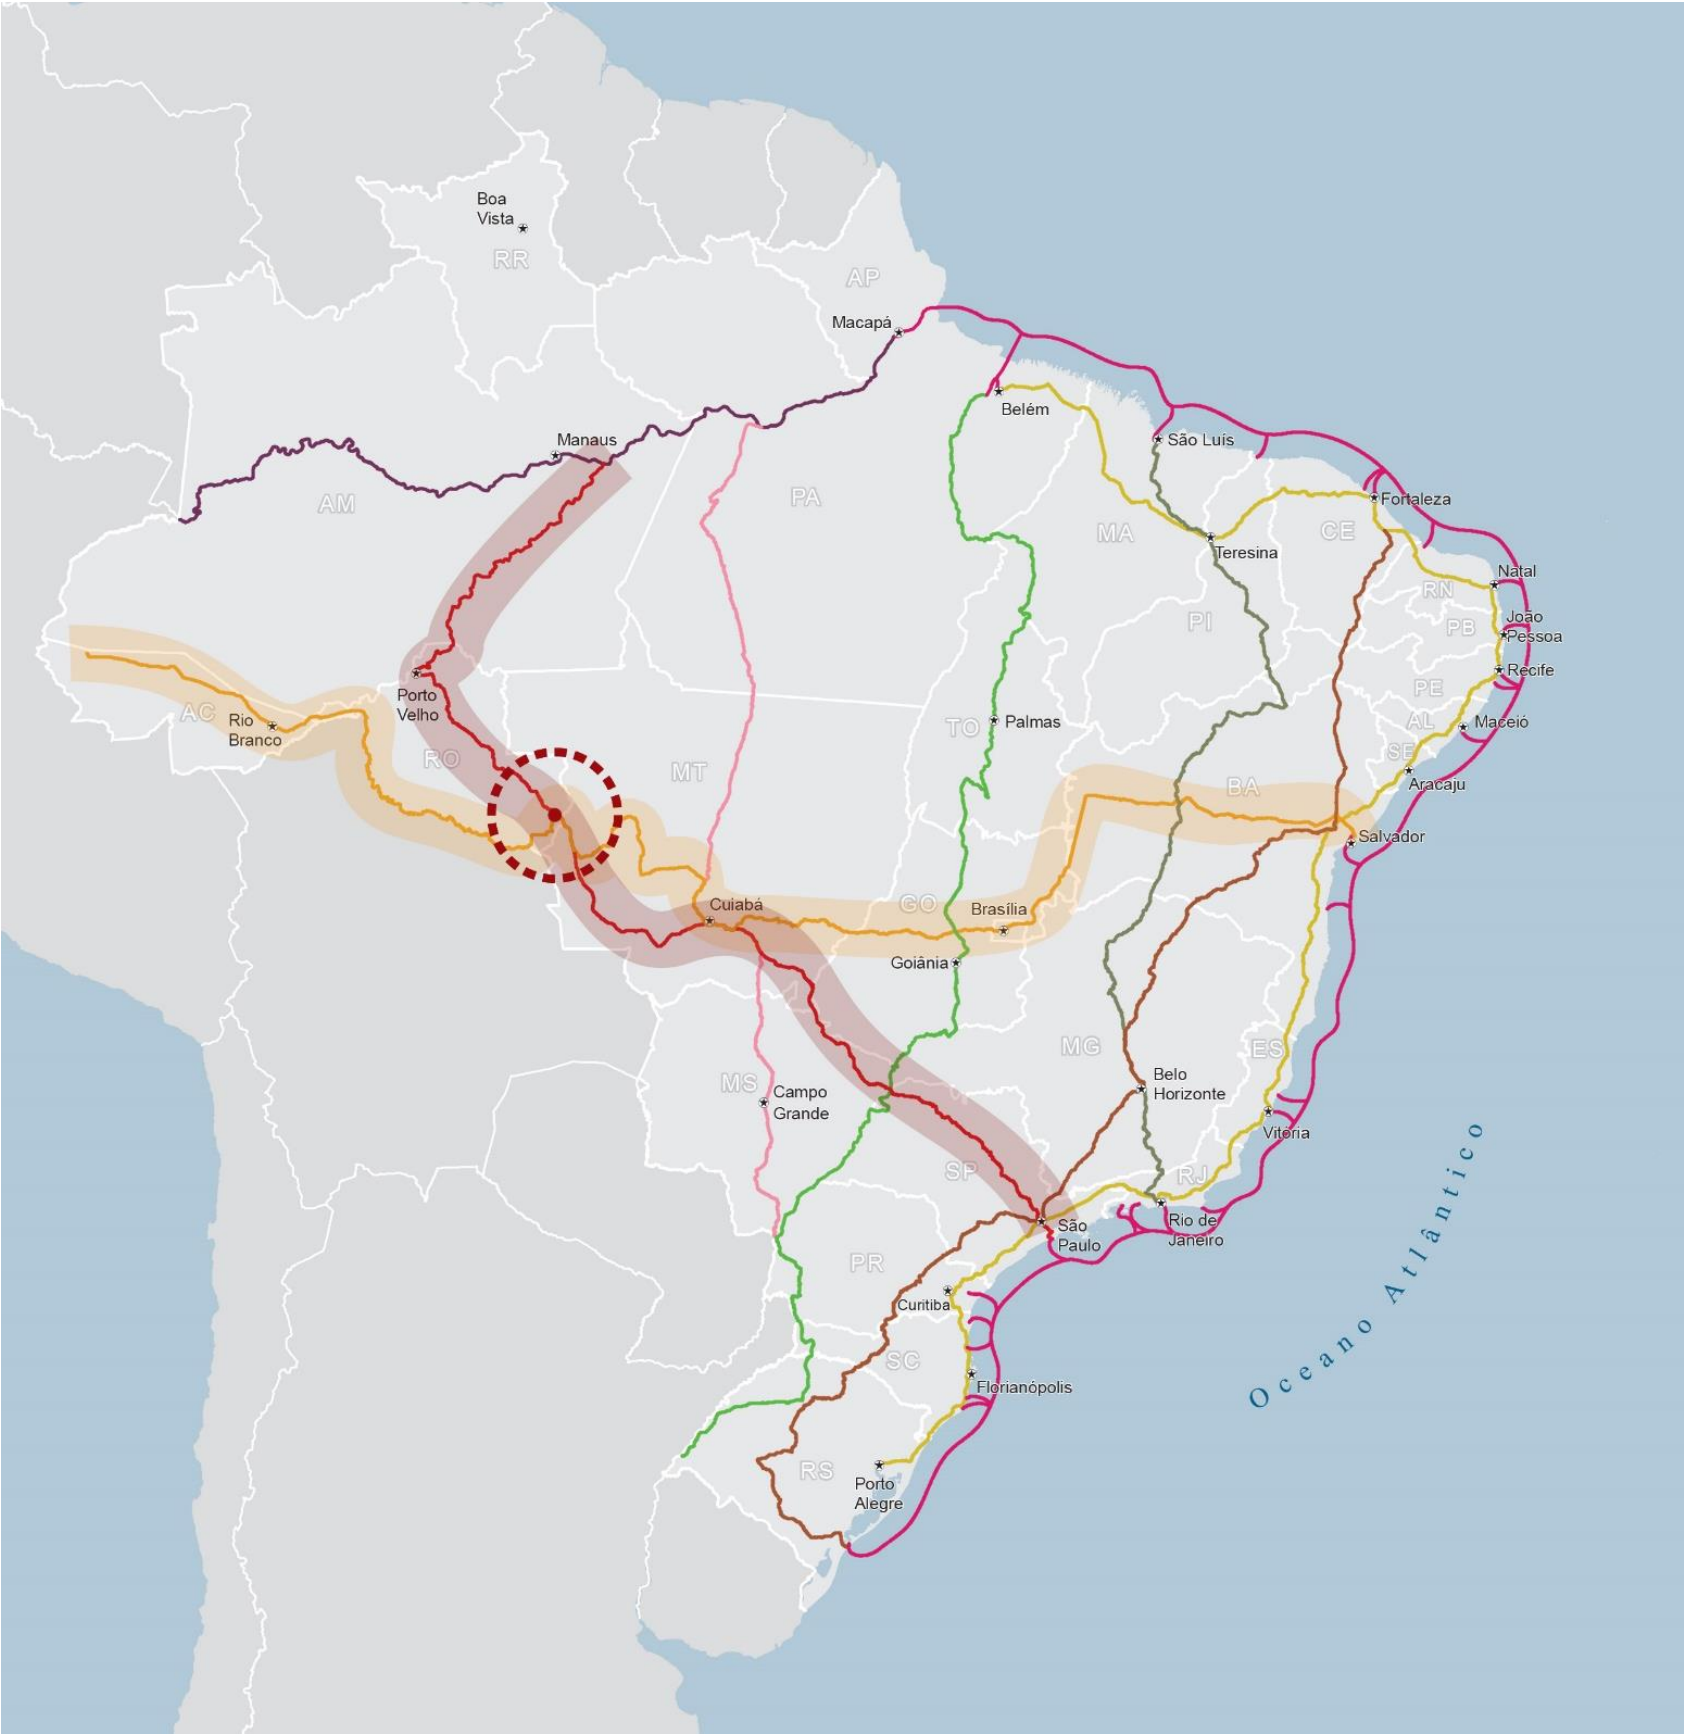 Boa
Vista
RR
AP
Macapá
Belém
São Luís
Manaus
AM
PA
Fortaleza
MA
CE
Teresina
Natal
RN
João
Pessoa
PB
PI
Recife
Porto
Velho
PE
AC
Rio
Branco
TO
Palmas
AL
Maceió
RO
MT
SE
BA
Aracaju
Salvador
Cuiabá
GO
Brasília
Goiânia
MG
ES
MS
Campo
Grande
Belo
Horizonte
Vitória
SP
RJ
São
Paulo
Rio de
Janeiro
PR
Curitiba
SC
Florianópolis
RS
Porto
Alegre
Oceano Atlântico